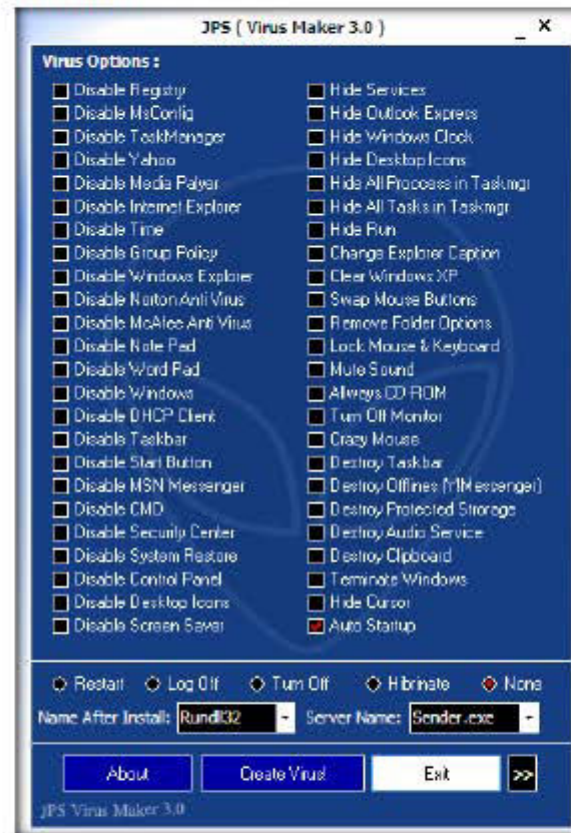 JPS ( Virus Maker 3.0 )
_ X
Virus Options :
Disable Registry
Disable MsConfig
Disable TaskManager
Disable Yahoo
Disable Media Palyer
Disable Internet Explorer
Disable Time
Disable Group Policy
Disable Windows Explorer
Disable Norton Anti Virus
Disable McAfee Anti Virus
Disable Note Pad
Disable Word Pad
Disable Windows
Disable DHCP Client
Disable Taskbar
Disable Start Button
Disable MSN Messenger
Disable CMD
Disable Security Center
Disable System Restore
Disable Control Panel
Disable Desktop Icons
Disable Screen Saver
Hide Services
Hide Outlook Express
Hide Windows Clock
Hide Desktop Icons
Hide All Proccess in Taskmgr
Hide All Tasks in Taskmgr
Hide Run
Change Explorer Caption
Clear Windows XP
Swap Mouse Buttons
Remove Folder Options
Lock Mouse & Keyboard
Mute Sound
Allways CD-ROM
Turn Off Monitor
Crazy Mouse
Destroy Taskbar
Destroy Offlines (Y!Messenger)
Destroy Protected Strorage
Destroy Audio Service
Destroy Clipboard
Terminate Windows
Hide Cursor
Auto Startup
Restart Log Off Turn Off Hibrinate None
Name After Install: Rundll32 Server Name: Sender.exe
About Create Virus! Exit >>
JPS Virus Maker 3.0